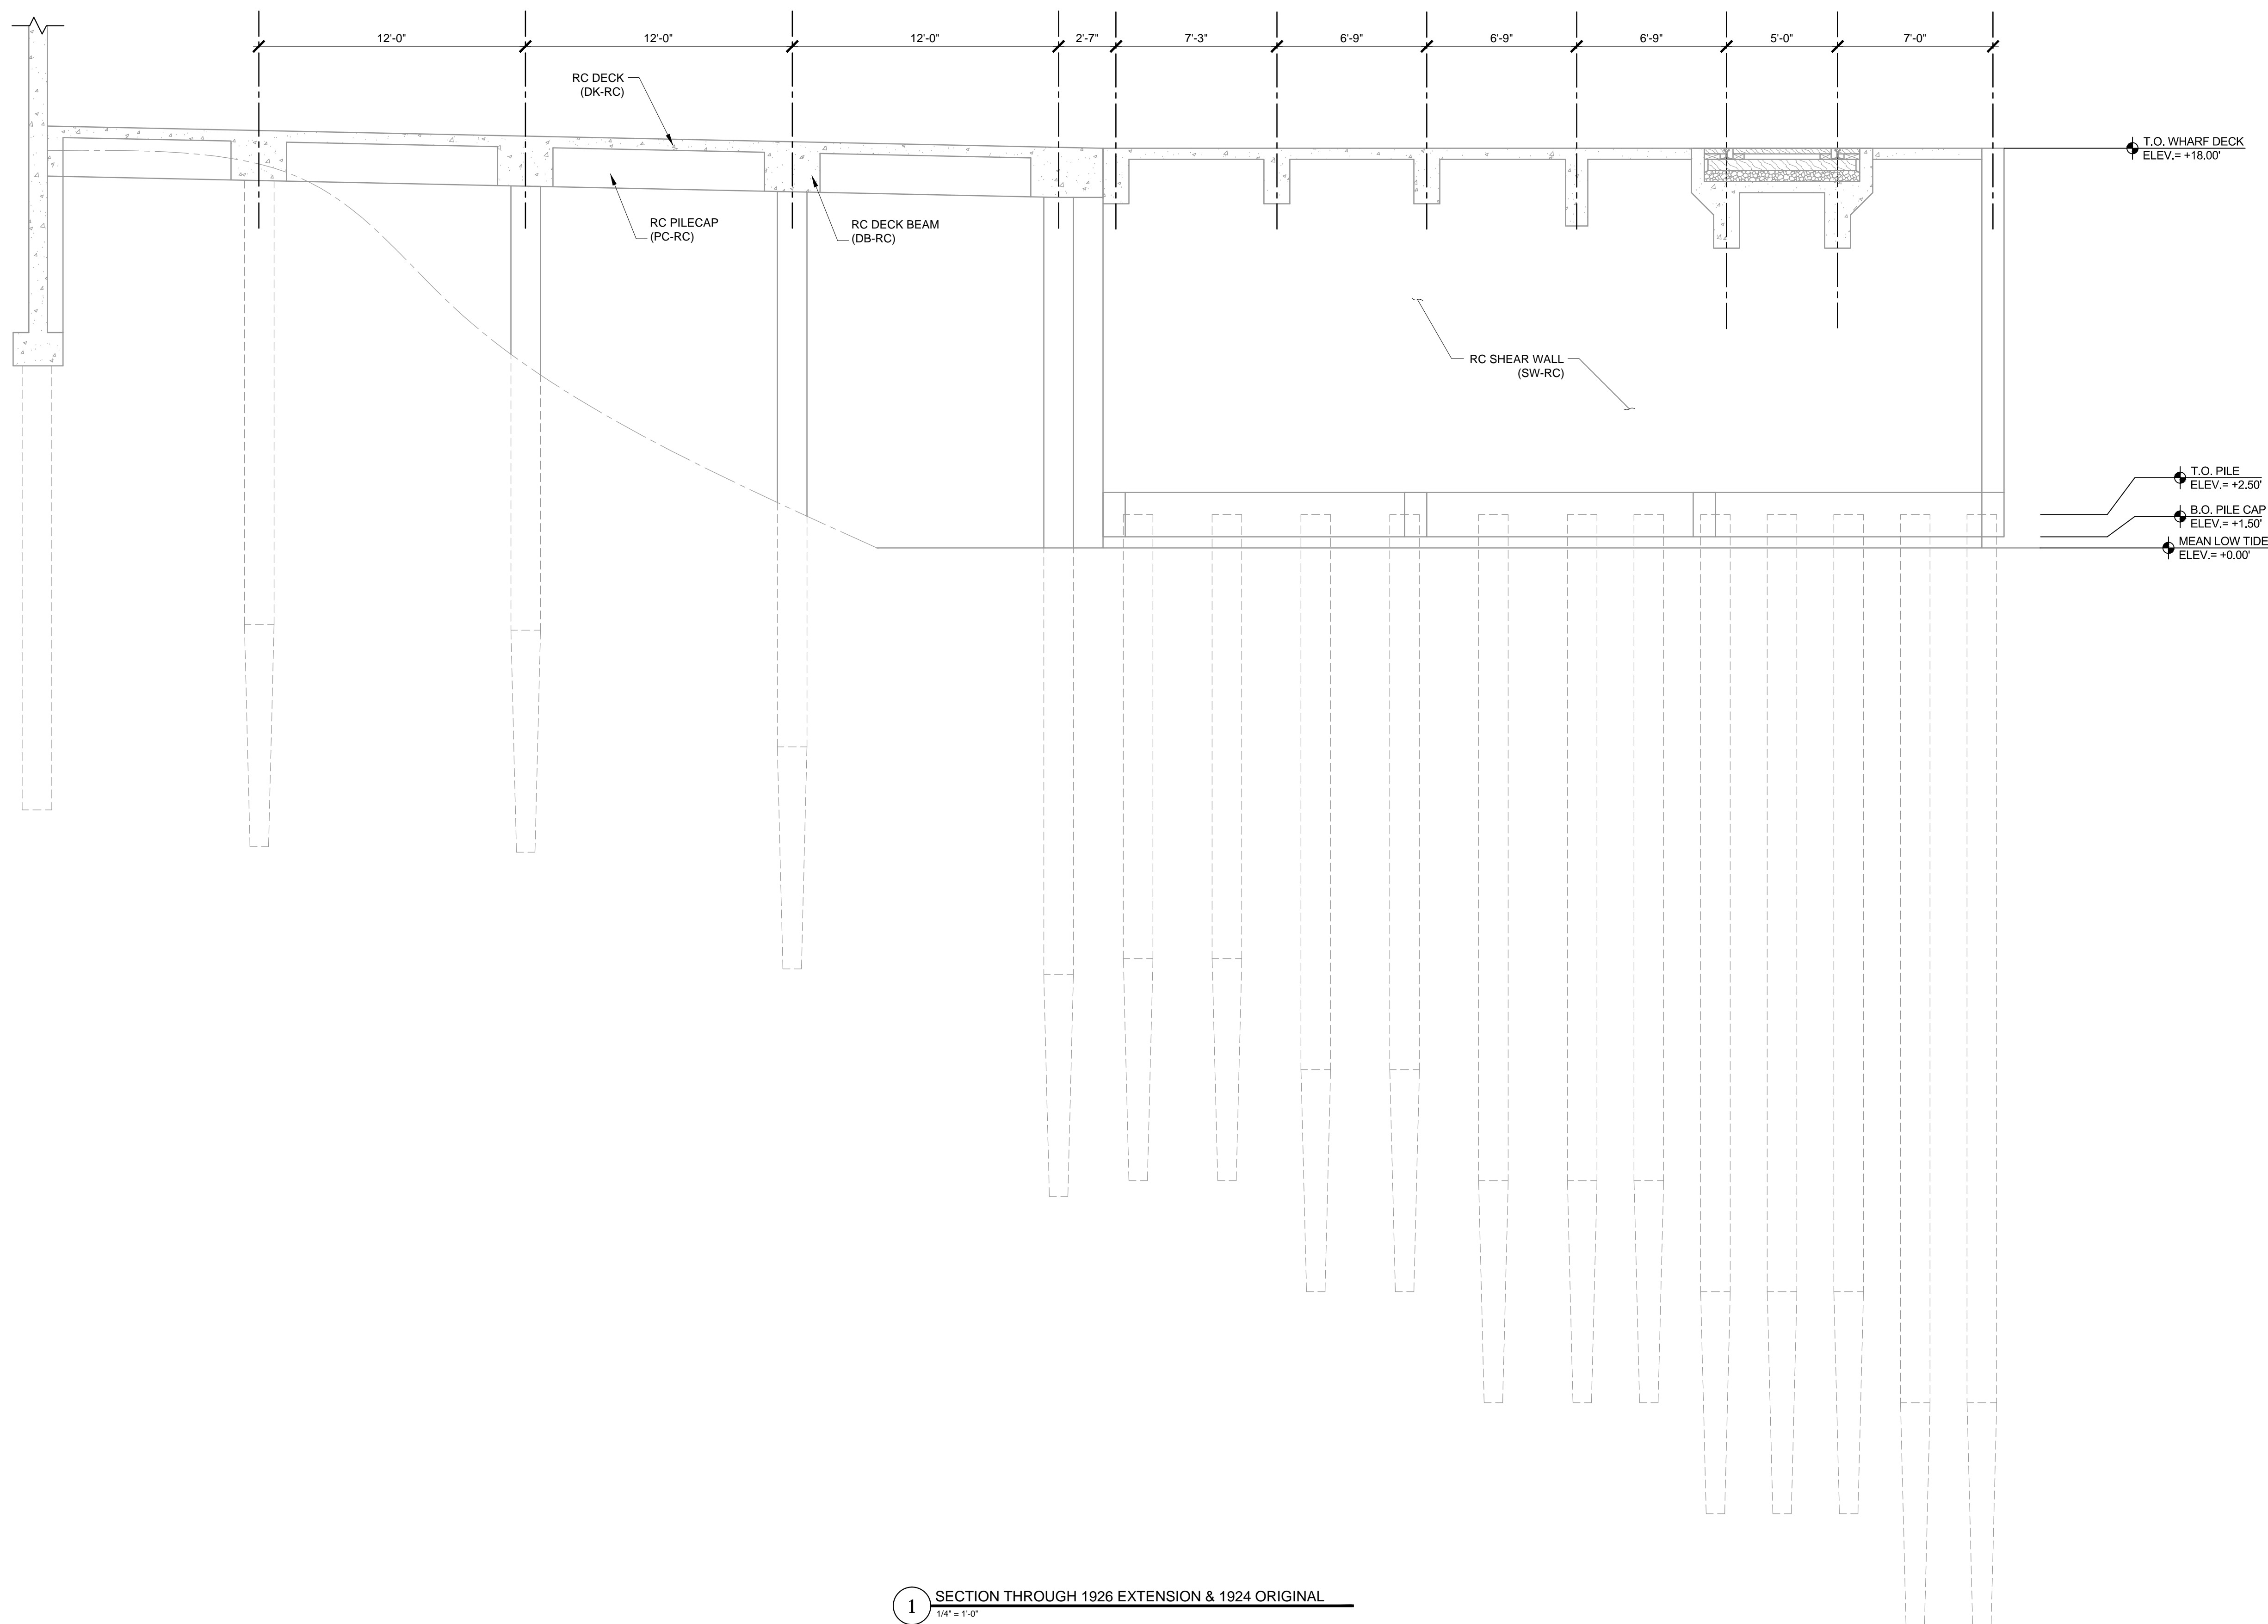 12'-0"
12'-0"
12'-0"
2'-7"
7'-3"
6'-9"
6'-9"
6'-9"
5'-0"
7'-0"
RC DECK
(DK-RC)
T.O. WHARF DECK
ELEV.= +18.00'
RC PILECAP
(PC-RC)
RC DECK BEAM
(DB-RC)
RC SHEAR WALL
(SW-RC)
T.O. PILE
ELEV.= +2.50'
B.O. PILE CAP
ELEV.= +1.50'
MEAN LOW TIDE
ELEV.= +0.00'
1
SECTION THROUGH 1926 EXTENSION & 1924 ORIGINAL
1/4" = 1'-0"